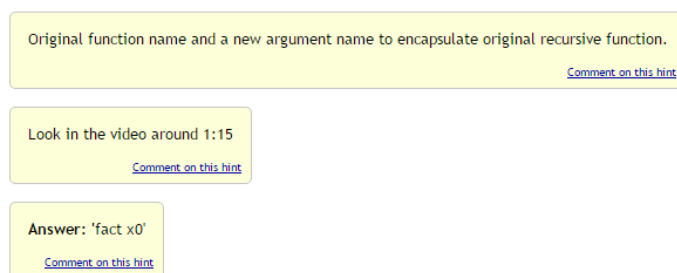 Original function name and a new argument name to encapsulate original recursive function.
Comment on this hint
Look in the video around 1:15
Comment on this hint
Answer: 'fact x0'
Comment on this hint